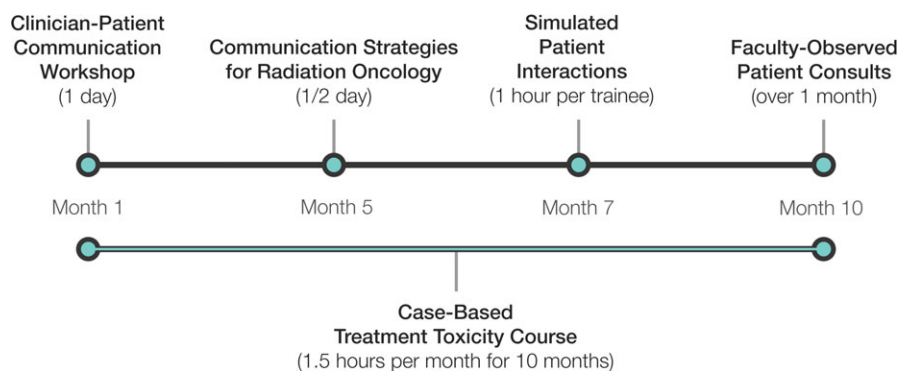 Clinician-Patient
Communication
Workshop
(1 day)
Communication Strategies
for Radiation Oncology
(1/2 day)
Simulated
Patient
Interactions
(1 hour per trainee)
Faculty-Observed
Patient Consults
(over 1 month)
Month 1
Month 5
Month 7
Month 10
Case-Based
Treatment Toxicity Course
(1.5 hours per month for 10 months)